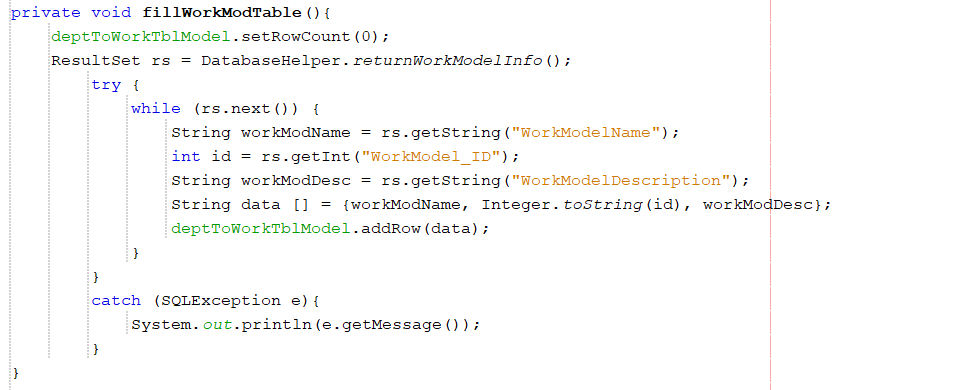 private void fillWorkModTable(){
deptToWorkTblModel.setRowCount(0);
ResultSet rs = DatabaseHelper.returnWorkModelInfo();
try {
while (rs.next()) {
String workModName = rs.getString("WorkModelName");
int id = rs.getInt("WorkModel_ID");
String workModDesc = rs.getString("WorkModelDescription");
String data [] = {workModName, Integer.toString(id), workModDesc};
deptToWorkTblModel.addRow(data);
}
}
catch (SQLException e){
System.out.println(e.getMessage());
}
}